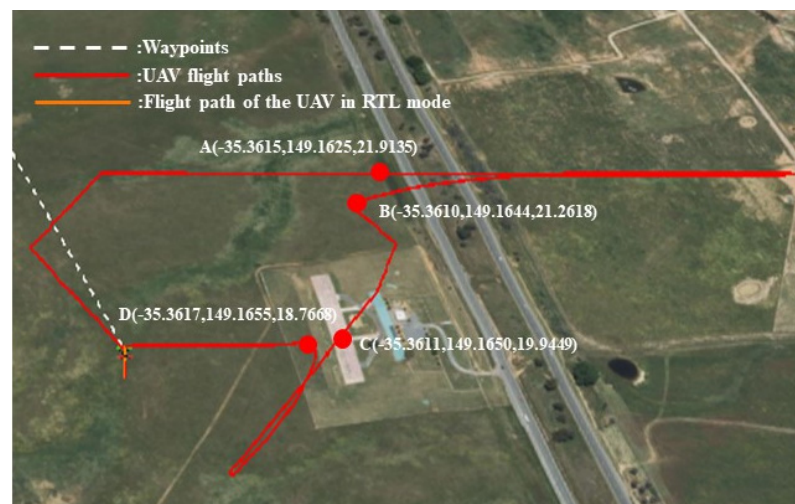 :Waypoints
:UAV flight paths
:Flight path of the UAV in RTL mode
A(-35.3615,149.1625,21.9135)
B(-35.3610,149.1644,21.2618)
D(-35.3617,149.1655,18.7668)
C(-35.3611,149.1650,19.9449)